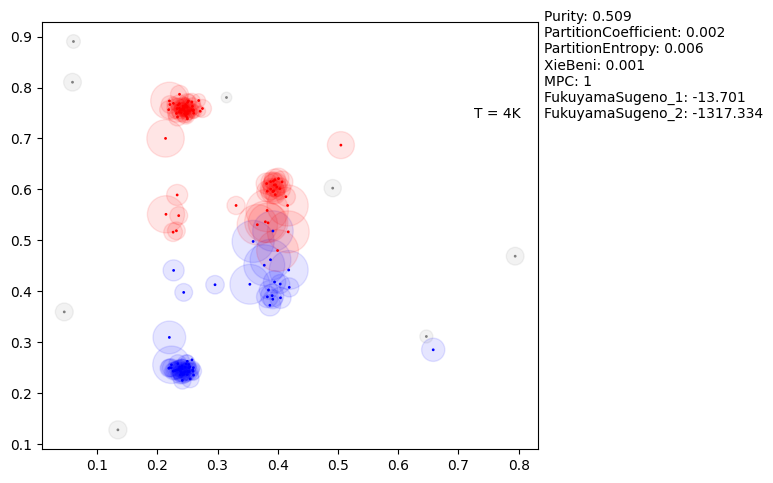 Purity: 0.509
PartitionCoefficient: 0.002
PartitionEntropy: 0.006
XieBeni: 0.001
MPC: 1
FukuyamaSugeno_1: -13.701
FukuyamaSugeno_2: -1317.334
T = 4K
0.9
0.8
0.7
0.6
0.5
0.4
0.3
0.2
0.1
0.1 0.2 0.3 0.4 0.5 0.6 0.7 0.8